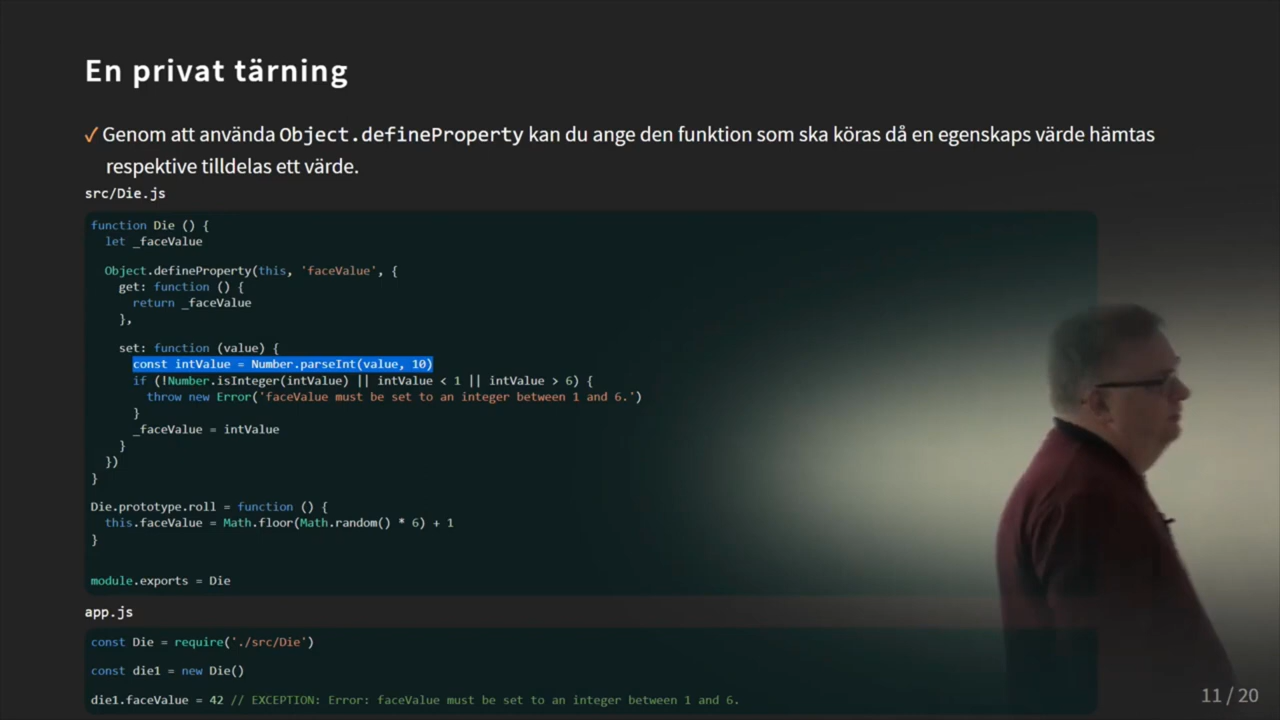 En privat tärning
✓ Genom att använda Object.defineProperty kan du ange den funktion som ska köras då en egenskaps värde hämtas
respektive tilldelas ett värde.
src/Die.js
function Die () {
  let _faceValue
  Object.defineProperty(this, 'faceValue', {
    get: function () {
      return _faceValue
    },
    set: function (value) {
      const intValue = Number.parseInt(value, 10)
      if (!Number.isInteger(intValue) || intValue < 1 || intValue > 6) {
        throw new Error('faceValue must be set to an integer between 1 and 6.')
      }
      _faceValue = intValue
    }
  })
}
Die.prototype.roll = function () {
  this.faceValue = Math.floor(Math.random() * 6) + 1
}
module.exports = Die
app.js
const Die = require('./src/Die')
const die1 = new Die()
die1.faceValue = 42 // EXCEPTION: Error: faceValue must be set to an integer between 1 and 6.
11 / 20